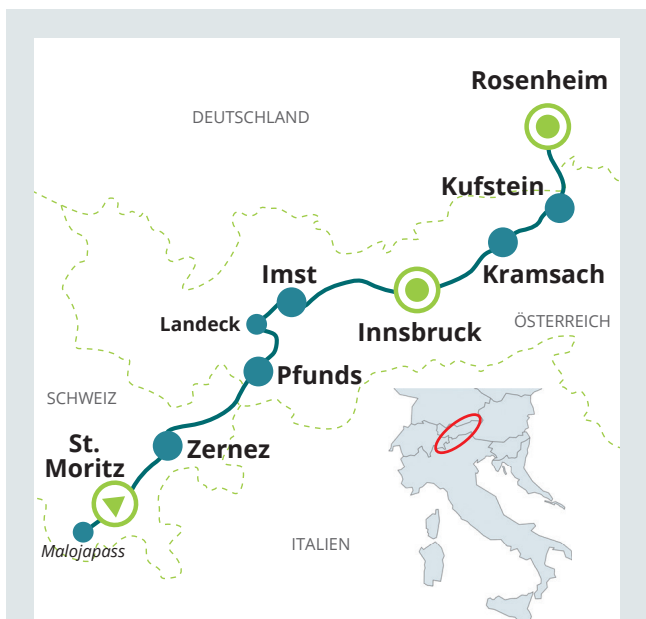 Rosenheim
DEUTSCHLAND
Kufstein
Imst
Kramsach
Landeck
Innsbruck
ÖSTERREICH
Pfunds
SCHWEIZ
St.
Moritz
Zernez
ITALIEN
Malojapass